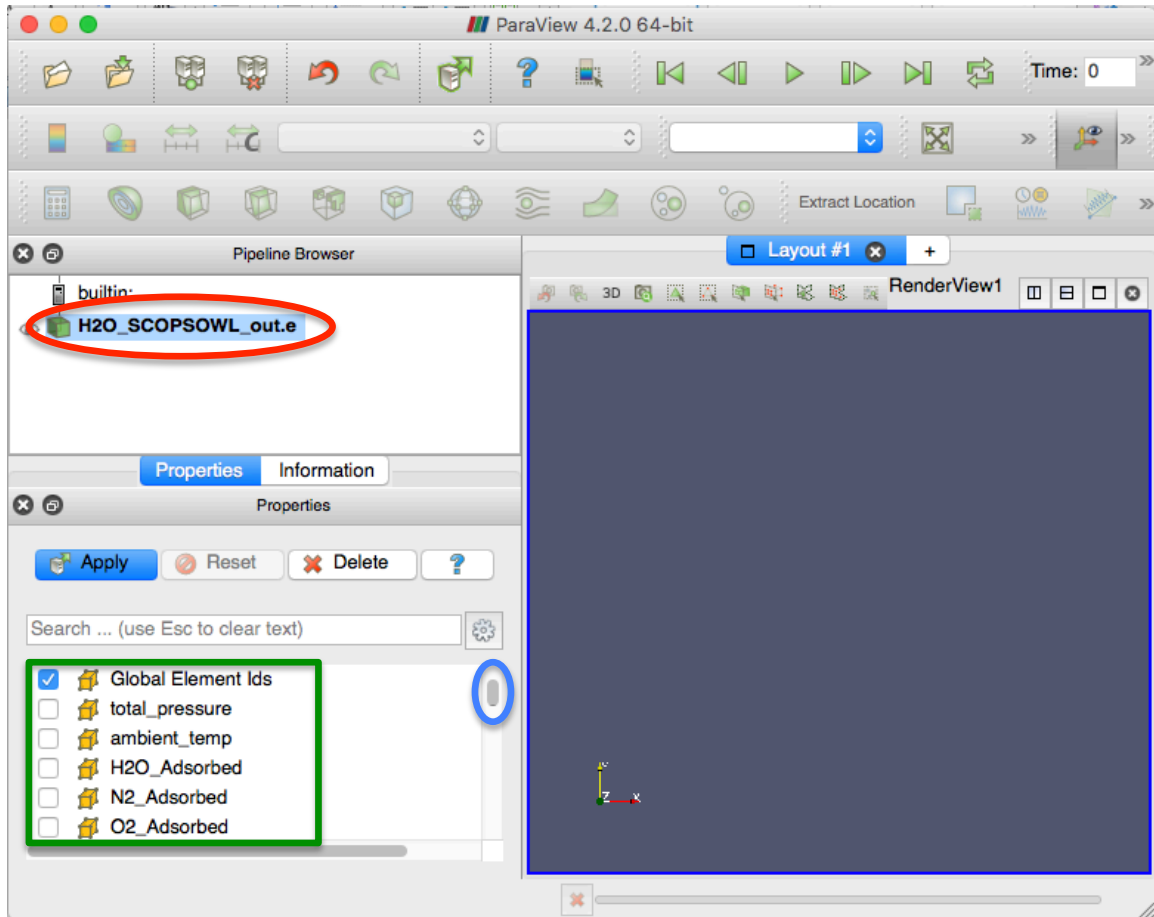 ParaView 4.2.0 64-bit
Time: 0
Extract Location
Pipeline Browser
Layout #1 +
builtin:
3D RenderView1
H2O_SCOPSOWL_out.e
Properties Information
Properties
Apply Reset Delete ?
Search ... (use Esc to clear text)
Global Element Ids
total_pressure
ambient_temp
H2O_Adsorbed
N2_Adsorbed
O2_Adsorbed
Y
Z X